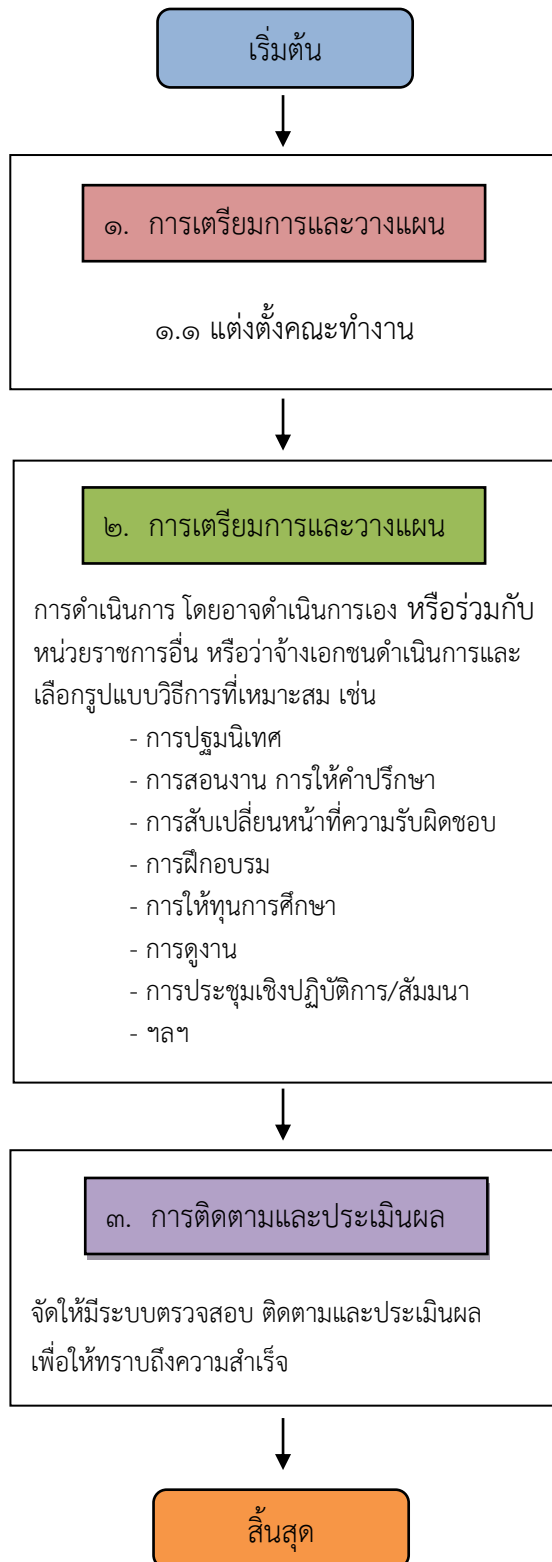 เริ่มต้น
๑. การเตรียมการและวางแผน
๑.๑ แต่งตั้งคณะทำงาน
๒. การเตรียมการและวางแผน
การดำเนินการ โดยอาจดำเนินการเอง หรือร่วมกับ
หน่วยราชการอื่น หรือว่าจ้างเอกชนดำเนินการและ
เลือกรูปแบบวิธีการที่เหมาะสม เช่น
- การปฐมนิเทศ
- การสอนงาน การให้คำปรึกษา
- การสับเปลี่ยนหน้าที่ความรับผิดชอบ
- การฝึกอบรม
- การให้ทุนการศึกษา
- การดูงาน
- การประชุมเชิงปฏิบัติการ/สัมมนา
- ฯลฯ
๓. การติดตามและประเมินผล
จัดให้มีระบบตรวจสอบ ติดตามและประเมินผล
เพื่อให้ทราบถึงความสำเร็จ
สิ้นสุด